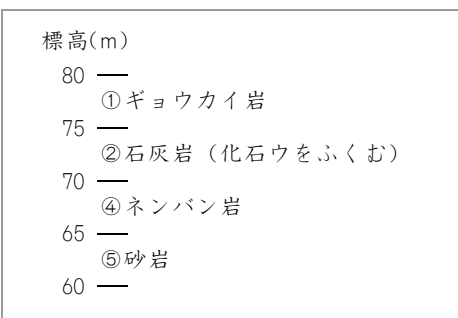 標高(m)
80
①ギョウカイ岩
75
②石灰岩（化石ウをふくむ）
70
④ネンバン岩
65
⑤砂岩
60